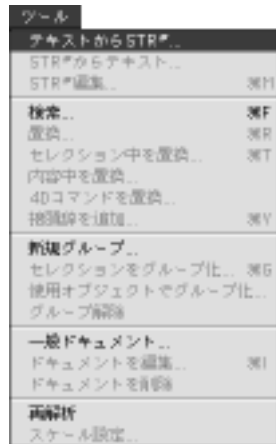 ツール
テキストからSTR#...
STR#からテキスト...
STR#編集... ⌘M
検索... ⌘F
置換... ⌘R
セレクション中を置換... ⌘T
内容中を置換...
4Dコマンドを置換...
接頭辞を追加... ⌘Y
新規グループ...
セレクションをグループ化... ⌘G
使用オブジェクトでグループ化...
グループ解除
一般ドキュメント...
ドキュメントを編集... ⌘I
ドキュメントを削除
再解析
スケール設定...